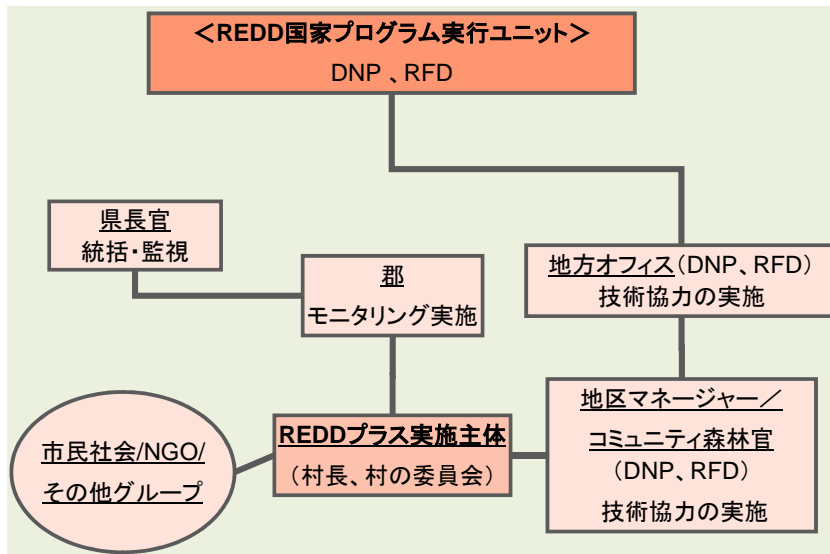 ＜REDD国家プログラム実行ユニット＞
DNP 、RFD
県長官
統括・監視
郡
モニタリング実施
地方オフィス（DNP、RFD）
技術協力の実施
市民社会/NGO/
その他グループ
REDDプラス実施主体
（村長、村の委員会）
地区マネージャー／
コミュニティ森林官
（DNP、RFD）
技術協力の実施